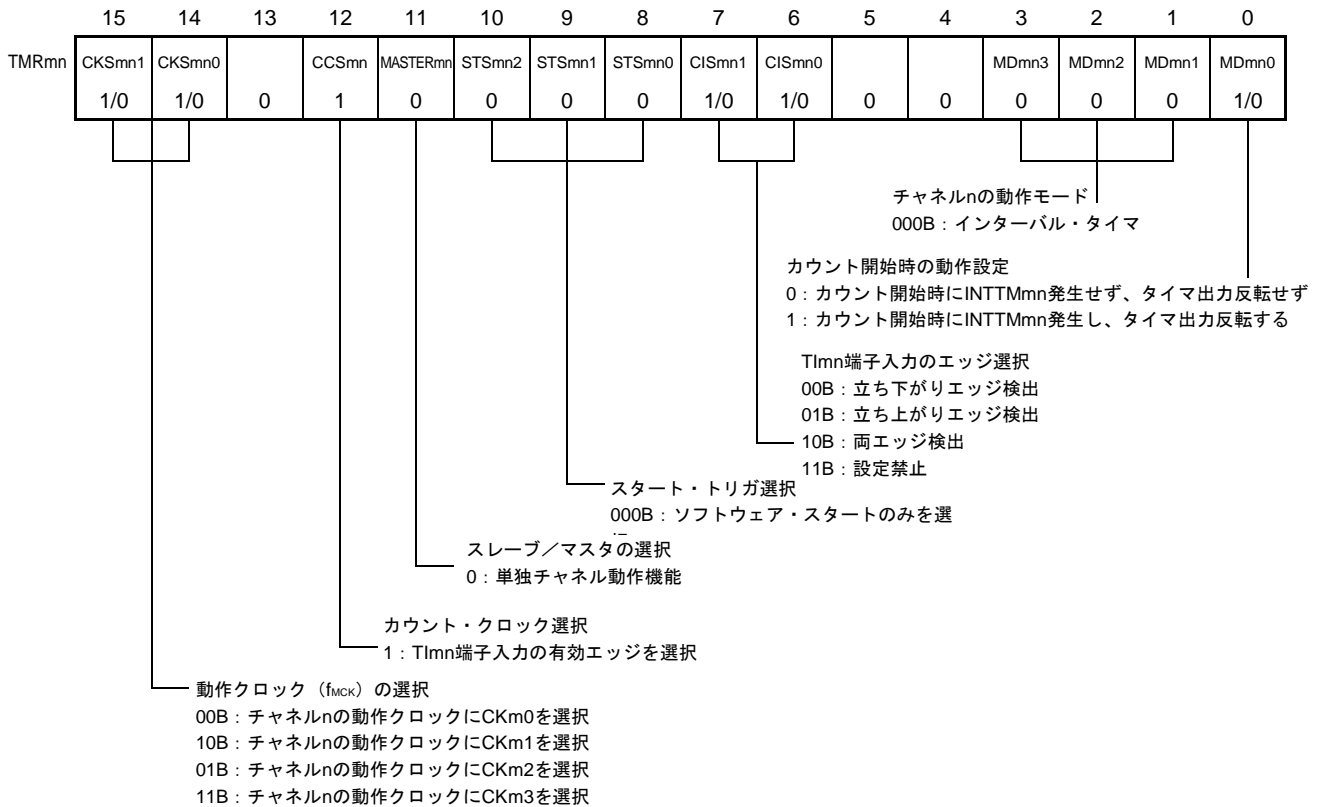 15 14 13 12 11 10 9 8 7 6 5 4 3 2 1 0
TMRmn CKSmn1 CKSmn0 CCSmn MASTERmn STSmn2 STSmn1 STSmn0 CISmn1 CISmn0 MDmn3 MDmn2 MDmn1 MDmn0
1/0 1/0 0 1 0 0 0 0 1/0 1/0 0 0 0 0 0 1/0
チャネルnの動作モード
000B：インターバル・タイマ
カウント開始時の動作設定
0：カウント開始時にINTTMmn発生せず、タイマ出力反転せず
1：カウント開始時にINTTMmn発生し、タイマ出力反転する
TImn端子入力のエッジ選択
00B：立ち下がりエッジ検出
01B：立ち上がりエッジ検出
10B：両エッジ検出
11B：設定禁止
スタート・トリガ選択
000B：ソフトウェア・スタートのみを選
スレーブ／マスタの選択
0：単独チャネル動作機能
カウント・クロック選択
1：TImn端子入力の有効エッジを選択
動作クロック（fMCK）の選択
00B：チャネルnの動作クロックにCKm0を選択
10B：チャネルnの動作クロックにCKm1を選択
01B：チャネルnの動作クロックにCKm2を選択
11B：チャネルnの動作クロックにCKm3を選択